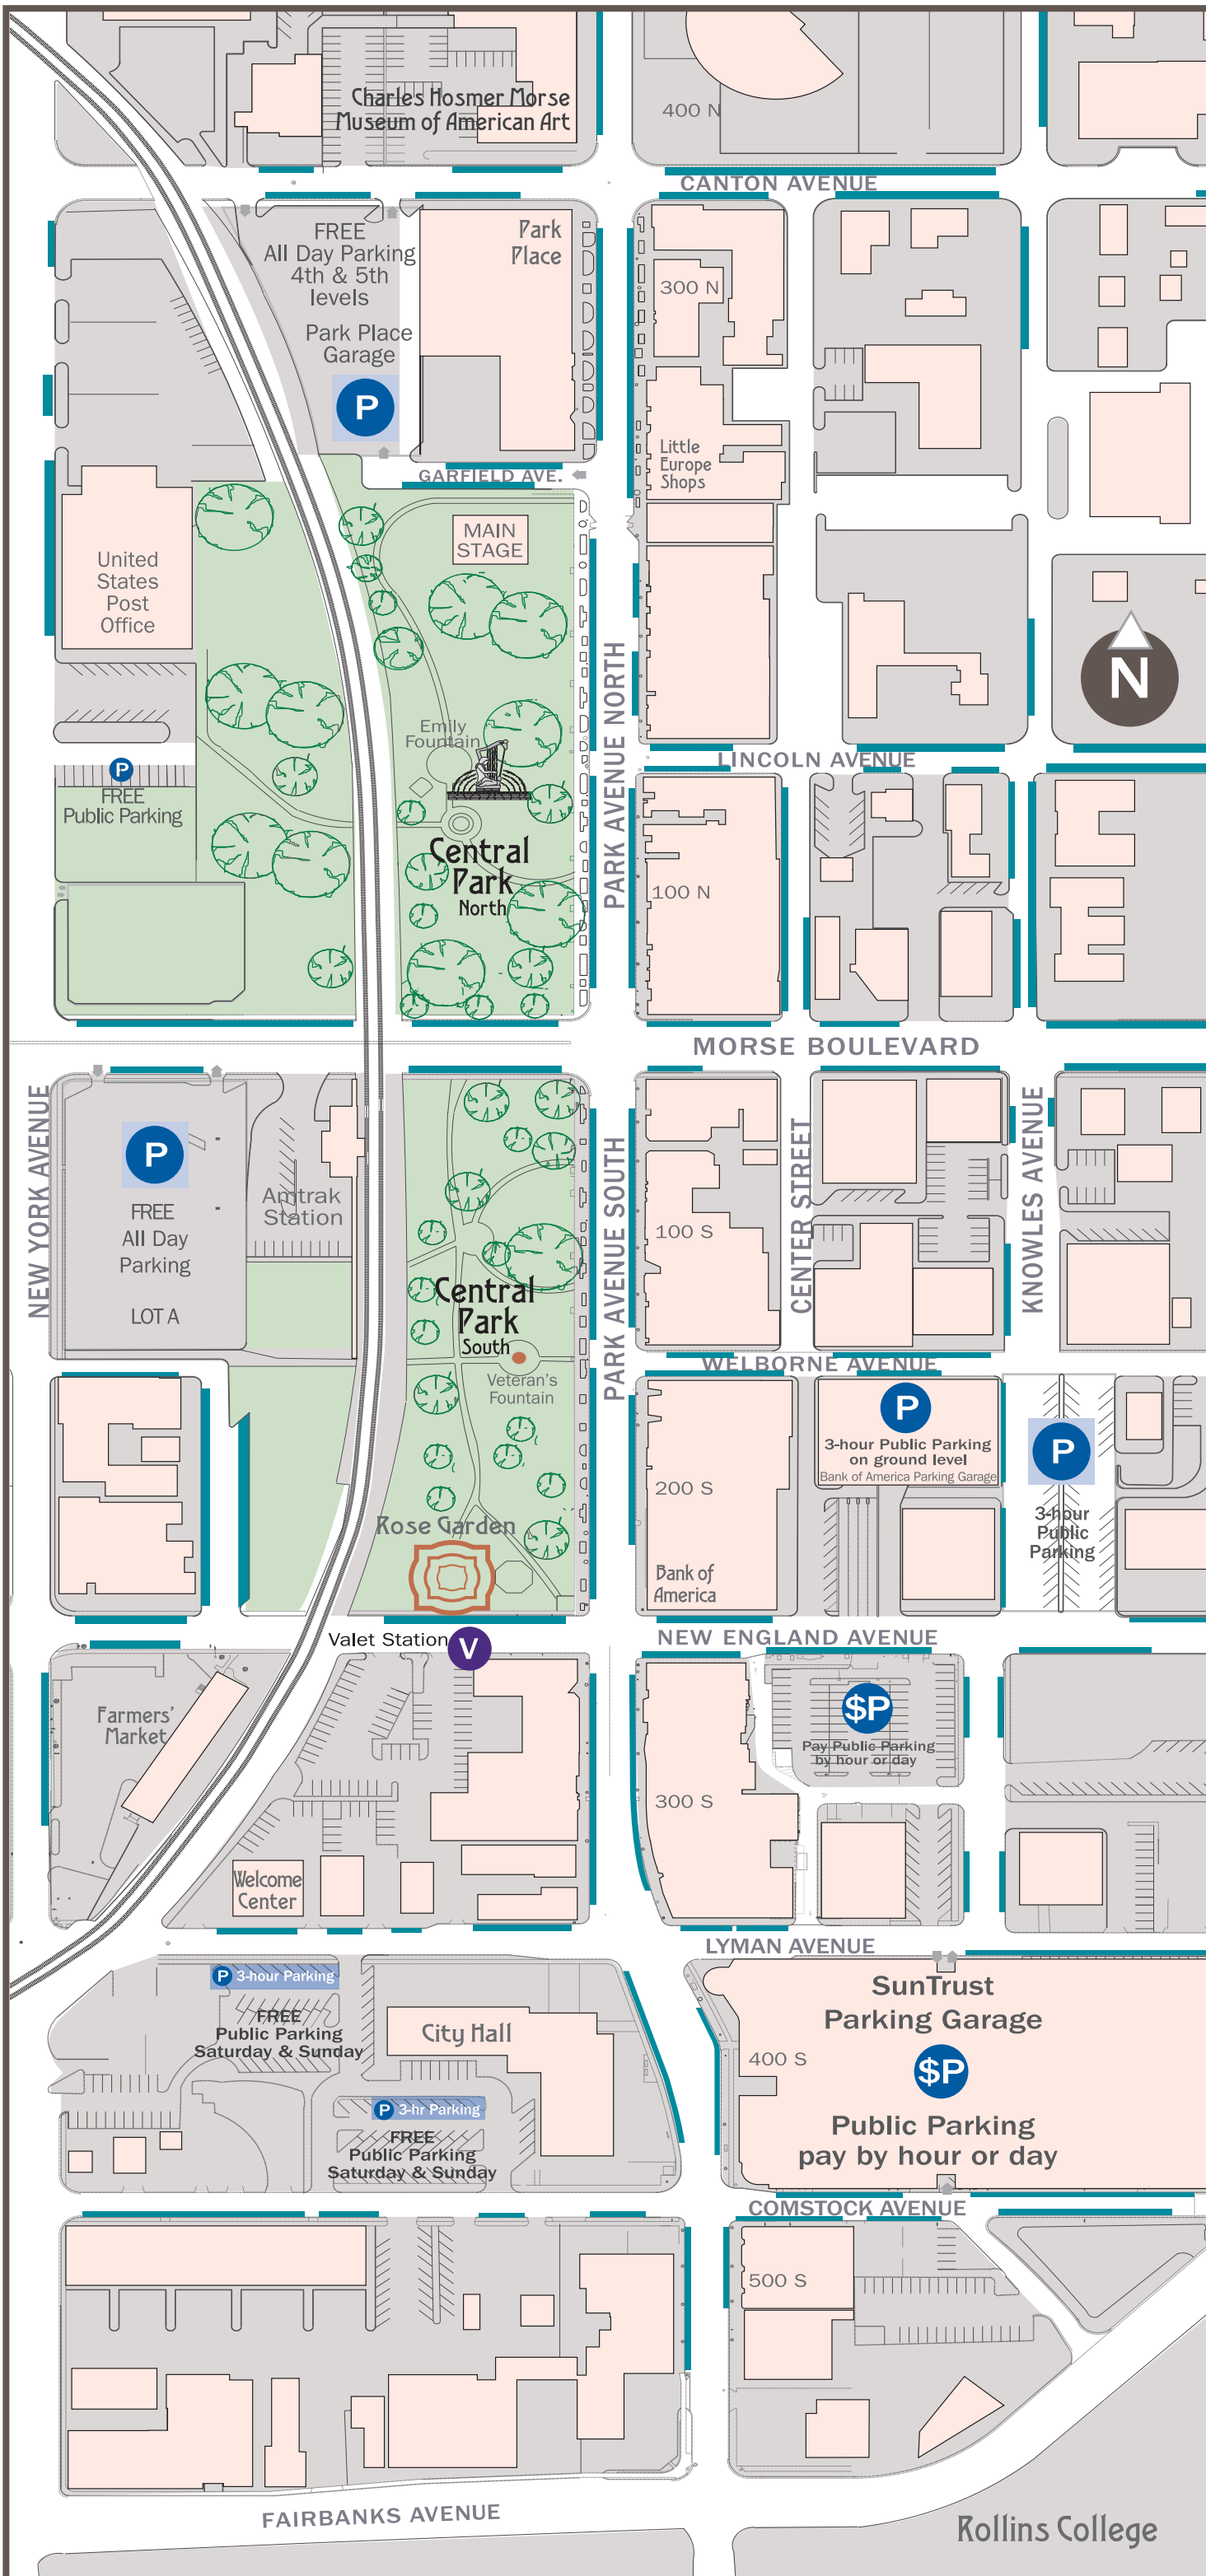 Charles Hosmer Morse
Museum of American Art
400 N
CANTON AVENUE
FREE
All Day Parking
4th & 5th
levels
Park Place
Garage
P
Park
Place
300 N
Little
Europe
Shops
GARFIELD AVE.
MAIN
STAGE
United
States
Post
Office
N
PARK AVENUE NORTH
Emily
Fountain
LINCOLN AVENUE
P
FREE
Public Parking
Central
Park
North
100 N
MORSE BOULEVARD
NEW YORK AVENUE
P
FREE
All Day
Parking
LOT A
Amtrak
Station
PARK AVENUE SOUTH
100 S
CENTER STREET
KNOWLES AVENUE
Central
Park
South
WELBORNE AVENUE
Veteran's
Fountain
P
3-hour Public Parking
on ground level
Bank of America Parking Garage
P
3-hour
Public
Parking
200 S
Rose Garden
Bank of
America
Valet Station
V
NEW ENGLAND AVENUE
Farmers'
Market
$P
Pay Public Parking
by hour or day
300 S
Welcome
Center
LYMAN AVENUE
P 3-hour Parking
FREE
Public Parking
Saturday & Sunday
City Hall
SunTrust
Parking Garage
400 S
$P
P 3-hr Parking
FREE
Public Parking
Saturday & Sunday
Public Parking
pay by hour or day
COMSTOCK AVENUE
500 S
FAIRBANKS AVENUE
Rollins College